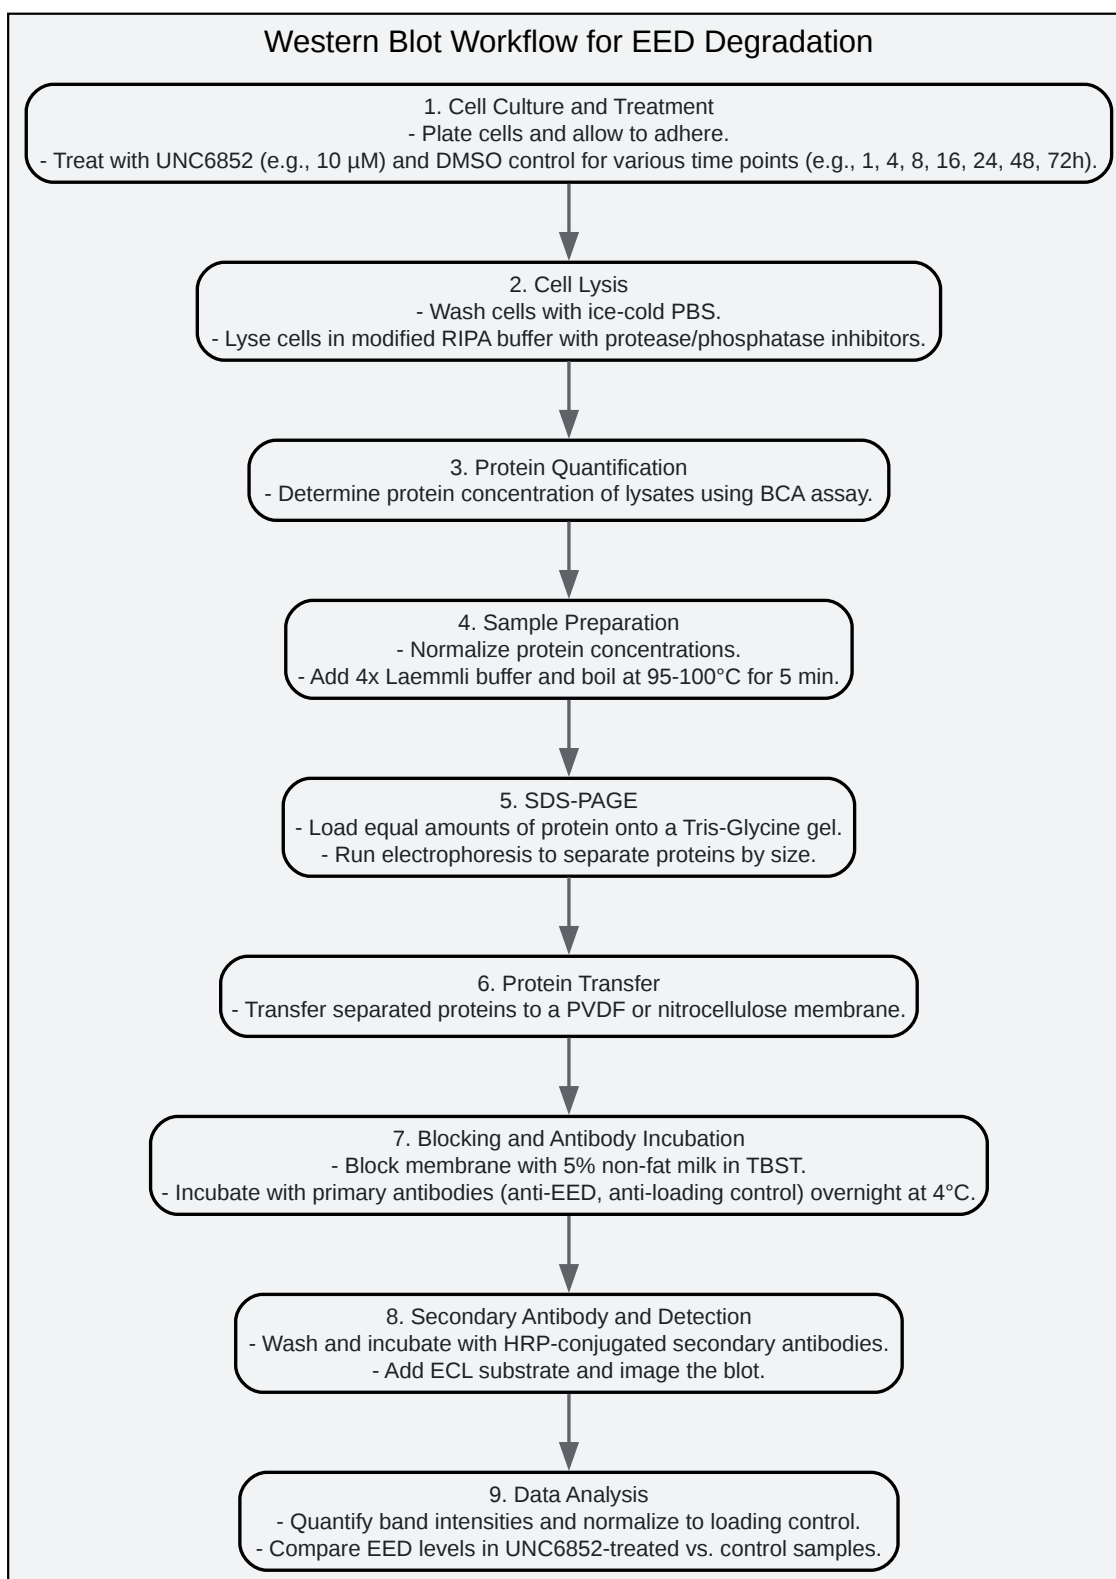 Western Blot Workflow for EED Degradation
1. Cell Culture and Treatment
- Plate cells and allow to adhere.
- Treat with UNC6852 (e.g., 10 µM) and DMSO control for various time points (e.g., 1, 4, 8, 16, 24, 48, 72h).
2. Cell Lysis
- Wash cells with ice-cold PBS.
- Lyse cells in modified RIPA buffer with protease/phosphatase inhibitors.
3. Protein Quantification
- Determine protein concentration of lysates using BCA assay.
4. Sample Preparation
- Normalize protein concentrations.
- Add 4x Laemmli buffer and boil at 95-100°C for 5 min.
5. SDS-PAGE
- Load equal amounts of protein onto a Tris-Glycine gel.
- Run electrophoresis to separate proteins by size.
6. Protein Transfer
- Transfer separated proteins to a PVDF or nitrocellulose membrane.
7. Blocking and Antibody Incubation
- Block membrane with 5% non-fat milk in TBST.
- Incubate with primary antibodies (anti-EED, anti-loading control) overnight at 4°C.
8. Secondary Antibody and Detection
- Wash and incubate with HRP-conjugated secondary antibodies.
- Add ECL substrate and image the blot.
9. Data Analysis
- Quantify band intensities and normalize to loading control.
- Compare EED levels in UNC6852-treated vs. control samples.